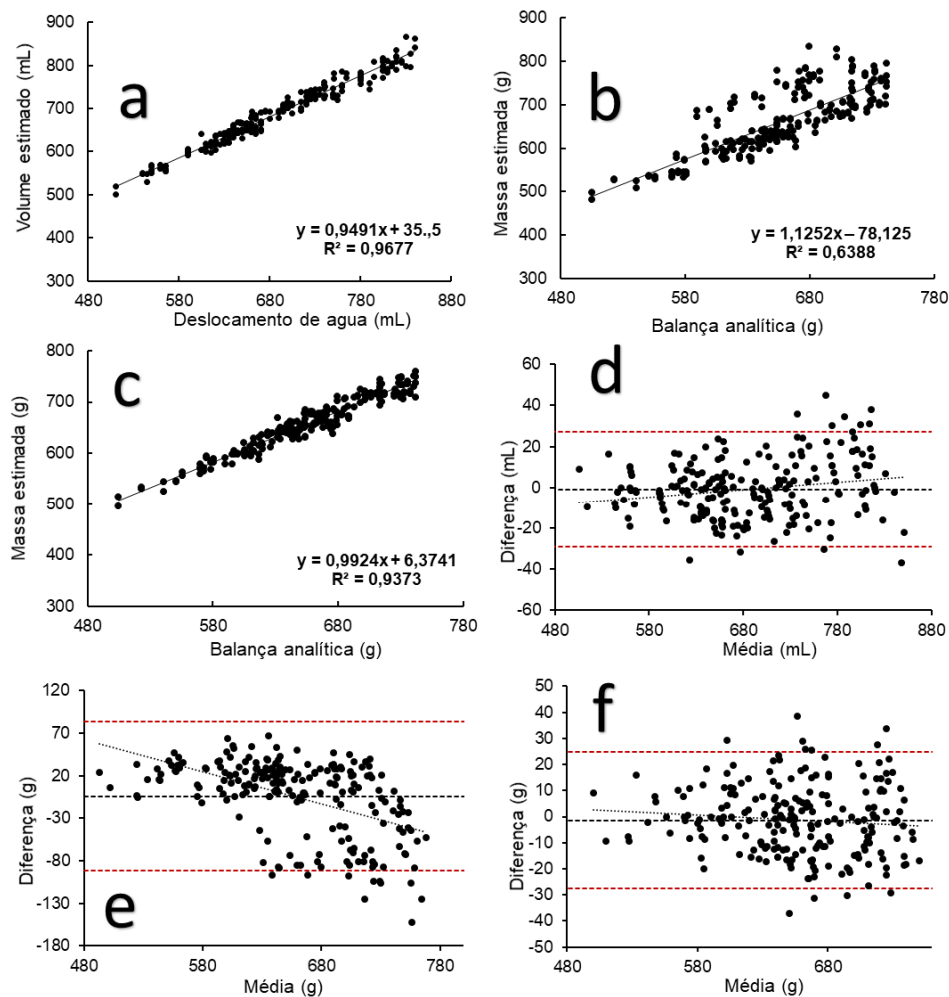 900
800
700
600
500
400
300
Volume estimado (mL)
a
y = 0,9491x + 35.,5
R² = 0,9677
480 580 680 780 880
Deslocamento de agua (mL)
900
800
700
600
500
400
300
Massa estimada (g)
b
y = 1,1252x – 78,125
R² = 0,6388
480 580 680 780
Balança analítica (g)
800
700
600
500
400
300
Massa estimada (g)
c
y = 0,9924x + 6,3741
R² = 0,9373
480 580 680 780
Balança analítica (g)
60
40
20
0
-20
-40
-60
Diferença (mL)
d
480 580 680 780 880
Média (mL)
120
70
20
-30
-80
-130
-180
Diferença (g)
e
480 580 680 780
Média (g)
50
40
30
20
10
0
-10
-20
-30
-40
-50
Diferença (g)
f
480 580 680
Média (g)